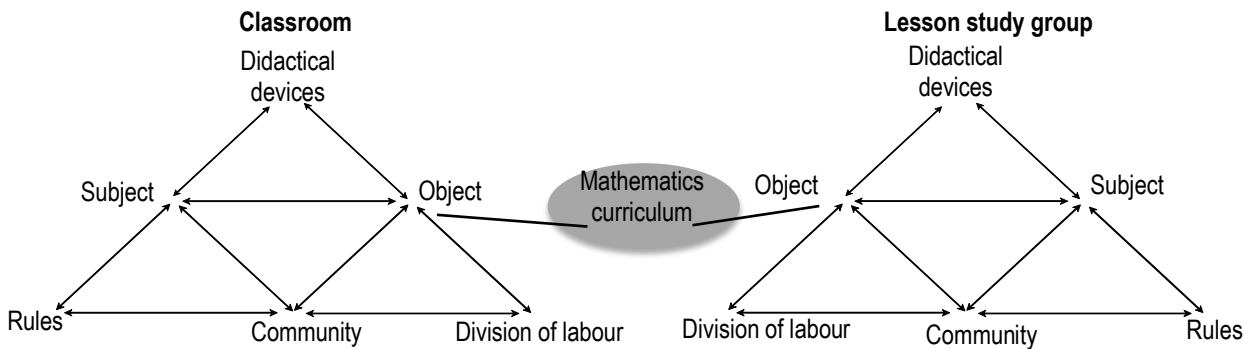 Classroom
Didactical
devices
Subject
Object
Rules
Community
Division of labour
Mathematics
curriculum
Lesson study group
Didactical
devices
Object
Subject
Division of labour
Community
Rules